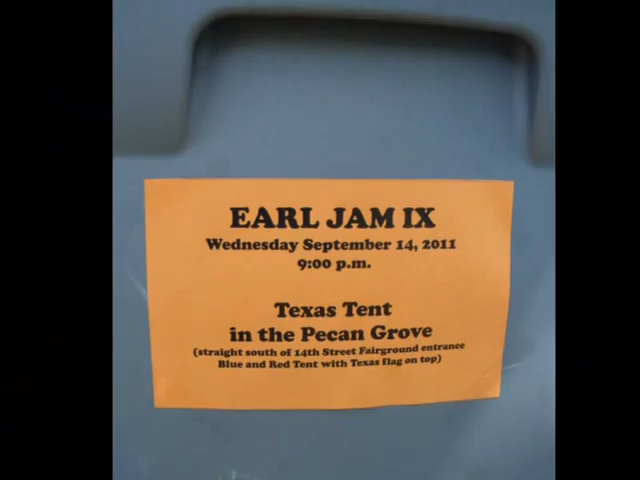 EARL JAM IX
Wednesday September 14, 2011
9:00 p.m.
Texas Tent
in the Pecan Grove
(straight south of 14th Street Fairground entrance
Blue and Red Tent with Texas flag on top)